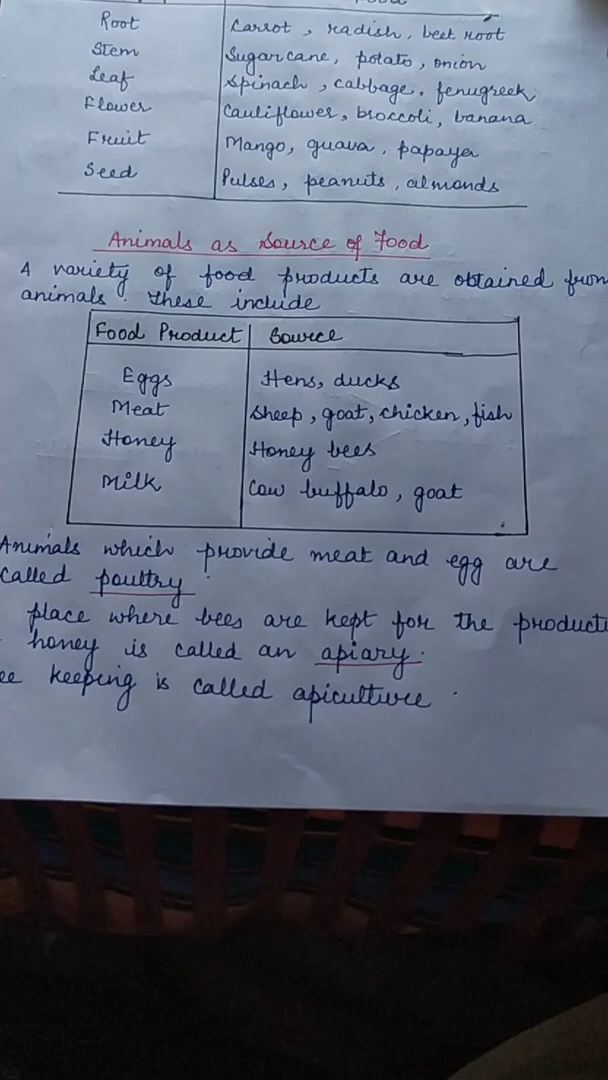 Root Carrot, radish, beet root
Stem Sugarcane, potato, onion
Leaf Spinach, cabbage, fenugreek
Flower Cauliflower, broccoli, banana
Fruit Mango, guava, papaya
Seed Pulses, peanuts, almonds
Animals as Source of Food
A variety of food products are obtained from
animals. These include
Food Product Source
Eggs Hens, ducks
Meat Sheep, goat, chicken, fish
Honey Honey bees
Milk Cow buffalo, goat
Animals which provide meat and egg are
called poultry.
place where bees are kept for the producti
honey is called an apiary.
ee keeping is called apiculture.